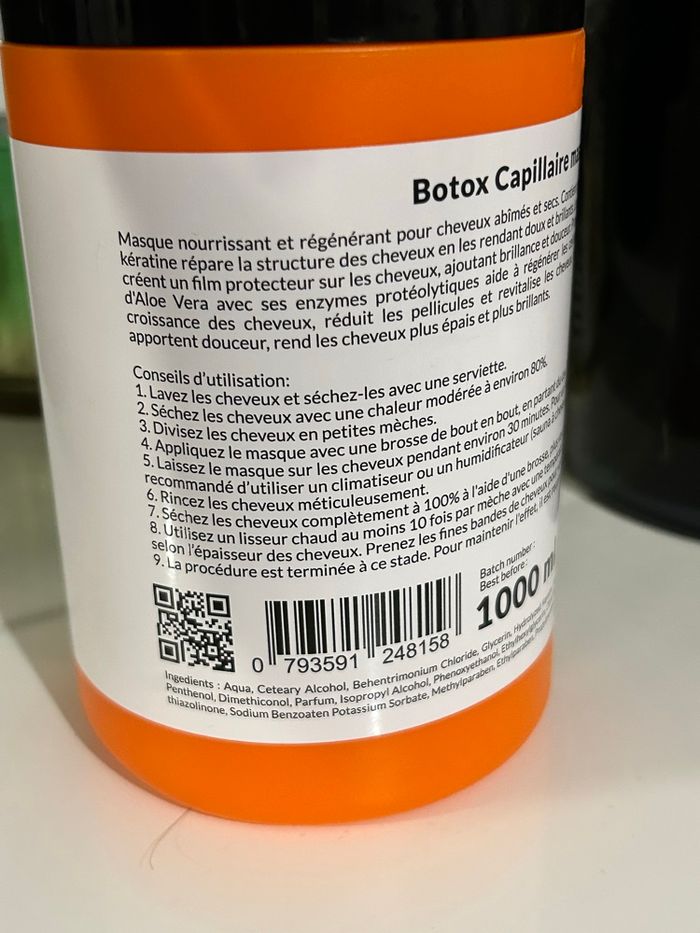 Botox Capillaire
Masque nourrissant et régénérant pour cheveux abîmés et secs.
kératine répare la structure des cheveux en les rendant doux et brillants
créent un film protecteur sur les cheveux, ajoutant brillance et douceur
d'Aloe Vera avec ses enzymes protéolytiques aide à régénérer les
croissance des cheveux, réduit les pellicules et revitalise les
apportent douceur, rend les cheveux plus épais et plus brillants.
Conseils d'utilisation:
1. Lavez les cheveux et séchez-les avec une serviette.
2. Séchez les cheveux avec une chaleur modérée à environ 80%.
3. Divisez les cheveux en petites mèches.
4. Appliquez le masque avec une brosse de bout en bout, en partant
5. Laissez le masque sur les cheveux pendant environ 30 minutes.
recommandé d'utiliser un climatiseur ou un humidificateur (sauna à
6. Rincez les cheveux méticuleusement.
7. Séchez les cheveux complètement à 100% à l'aide d'une brosse,
8. Utilisez un lisseur chaud au moins 10 fois par mèche avec une
selon l'épaisseur des cheveux. Prenez les fines bandes de cheveux
9. La procédure est terminée à ce stade. Pour maintenir l'effet, il est
Batch number:
Best before:
1000
0 793591 248158
Ingredients : Aqua, Ceteary Alcohol, Behentrimonium Chloride, Glycerin, Hydrolyzed
Penthenol, Dimethiconol, Parfum, Isopropyl Alcohol, Phenoxyethanol,
thiazolinone, Sodium Benzoaten Potassium Sorbate, Methylparaben, Ethylparaben,